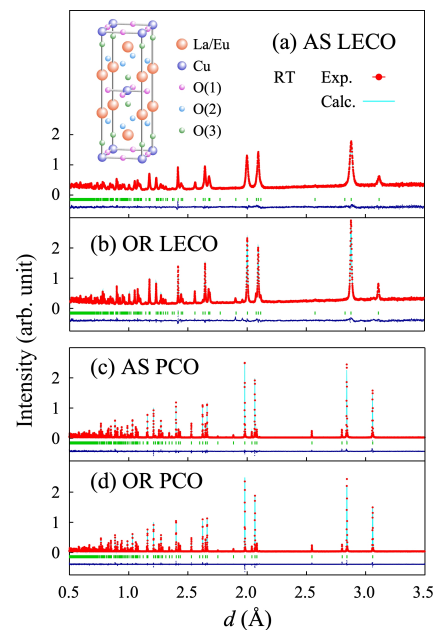 La/Eu
Cu
O(1)
O(2)
O(3)
(a) AS LECO
RT Exp.
Calc.
2
1
0
(b) OR LECO
2
1
0
(c) AS PCO
2
1
0
(d) OR PCO
2
1
0
Intensity (arb. unit)
0.5 1.0 1.5 2.0 2.5 3.0 3.5
d (Å)